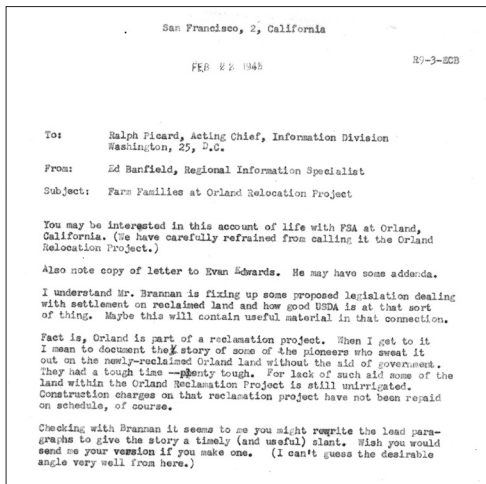 San Francisco, 2, California
FEB 22 1945
R9-3-ECB
To: Ralph Picard, Acting Chief, Information Division
Washington, 25, D.C.
From: Ed Banfield, Regional Information Specialist
Subject: Farm Families at Orland Relocation Project
You may be interested in this account of life with FSA at Orland,
California. (We have carefully refrained from calling it the Orland
Relocation Project.)
Also note copy of letter to Evan Edwards. He may have some addenda.
I understand Mr. Brannan is fixing up some proposed legislation dealing
with settlement on reclaimed land and how good USDA is at that sort
of thing. Maybe this will contain useful material in that connection.
Fact is, Orland is part of a reclamation project. When I get to it
I mean to document the story of some of the pioneers who sweat it
out on the newly-reclaimed Orland land without the aid of government.
They had a tough time --plenty tough. For lack of such aid some of the
land within the Orland Reclamation Project is still unirrigated.
Construction charges on that reclamation project have not been repaid
on schedule, of course.
Checking with Brannan it seems to me you might rewrite the lead para-
graphs to give the story a timely (and useful) slant. Wish you would
send me your version if you make one. (I can't guess the desirable
angle very well from here.)